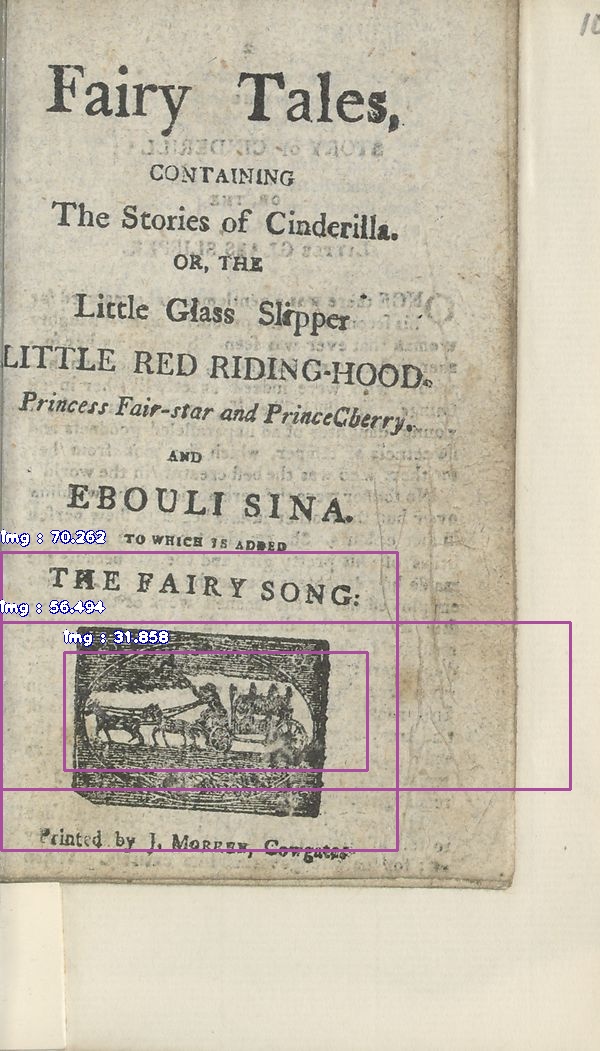 10
Fairy Tales,
CONTAINING
The Stories of Cinderilla.
OR, THE
Little Glass Slipper
LITTLE RED RIDING-HOOD.
Princess Fair-star and Prince Cherry.
AND
EBOULI SINA.
img : 70.262
TO WHICH IS ADDED
THE FAIRY SONG:
img : 56.494
img : 31.858
Printed by J. MORREN, Cowgate